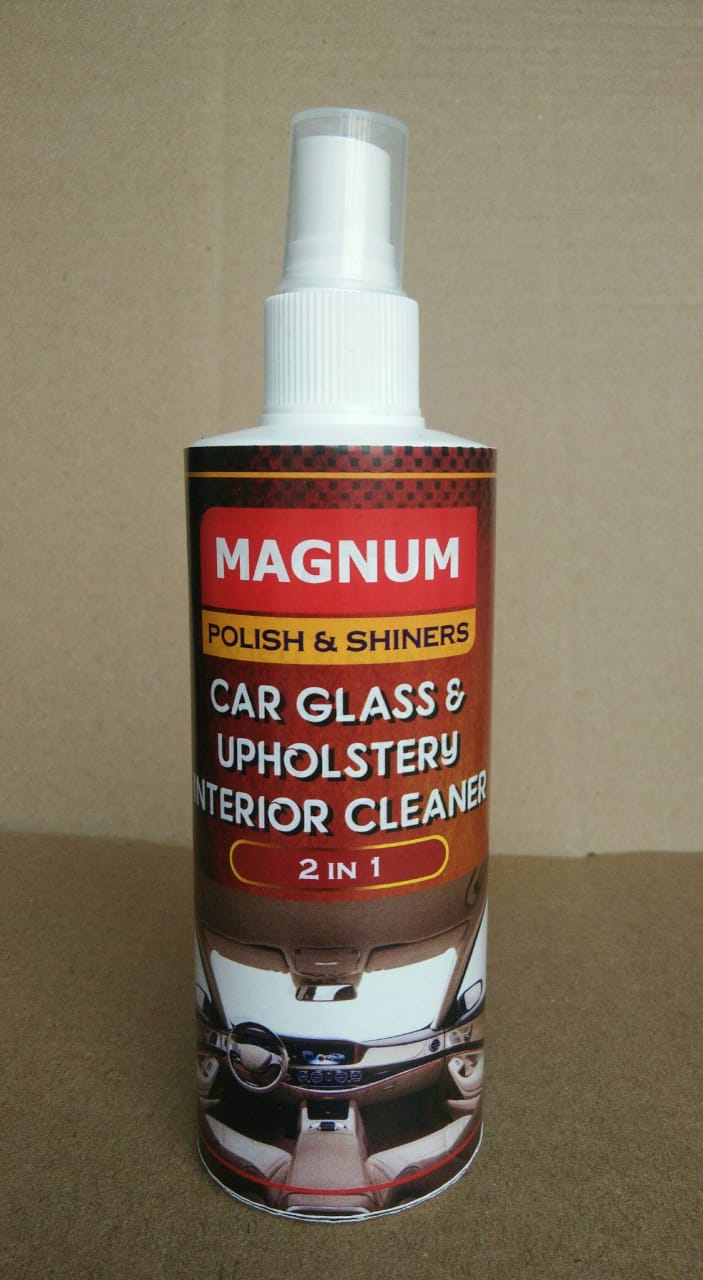 MAGNUM
POLISH & SHINERS
CAR GLASS &
UPHOLSTERY
INTERIOR CLEANER
2 IN 1